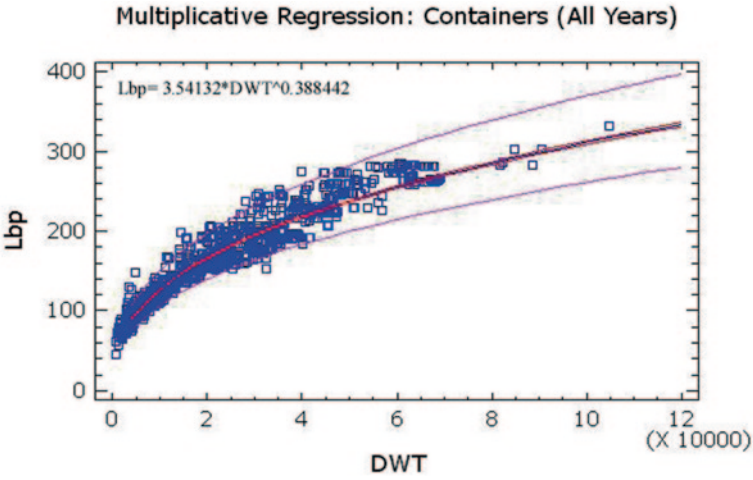 Multiplicative Regression: Containers (All Years)
Lbp= 3.54132*DWT^0.388442
400
300
200
100
0
Lbp
0 2 4 6 8 10 12
(X 10000)
DWT